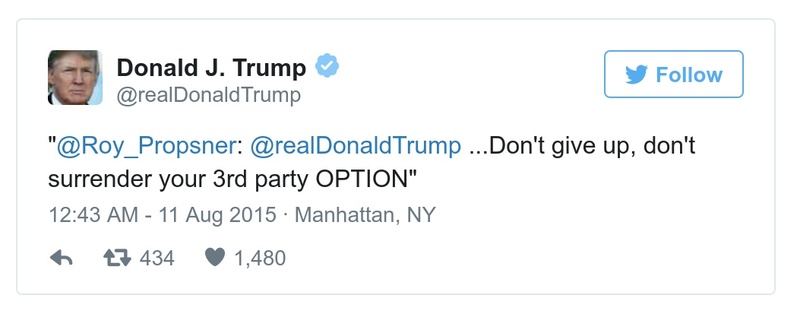 Donald J. Trump
@realDonaldTrump
Follow
"@Roy_Propsner: @realDonaldTrump ...Don't give up, don't
surrender your 3rd party OPTION"
12:43 AM - 11 Aug 2015 · Manhattan, NY
434 1,480